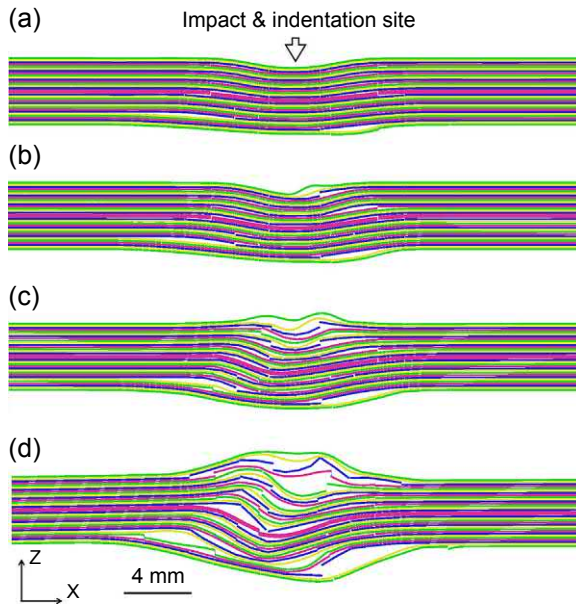 (a)
Impact & indentation site
(b)
(c)
(d)
Z
X
4 mm